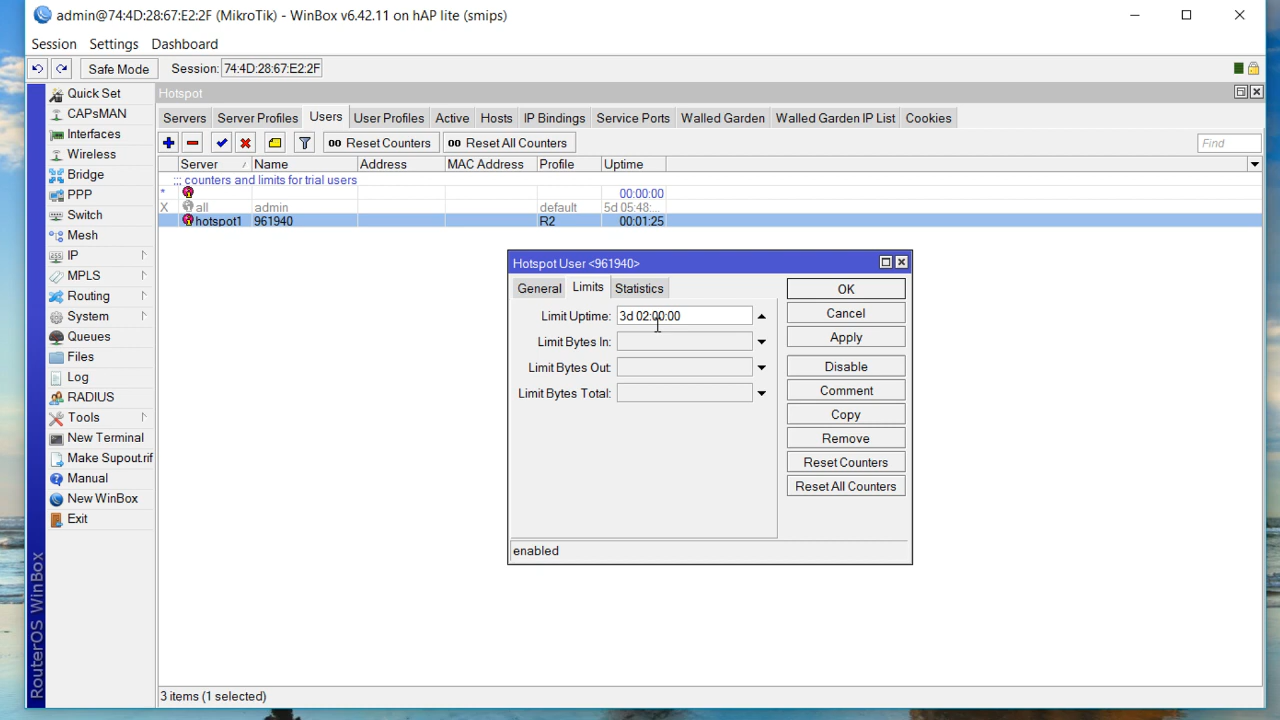 admin@74:4D:28:67:E2:2F (MikroTik) - WinBox v6.42.11 on hAP lite (smips)
Session Settings Dashboard
Safe Mode Session: 74:4D:28:67:E2:2F
Quick Set
CAPsMAN
Interfaces
Wireless
Bridge
PPP
Switch
Mesh
IP
MPLS
Routing
System
Queues
Files
Log
RADIUS
Tools
New Terminal
Make Supout.rif
Manual
New WinBox
Exit
RouterOS WinBox
Hotspot
Servers Server Profiles Users User Profiles Active Hosts IP Bindings Service Ports Walled Garden Walled Garden IP List Cookies
00 Reset Counters 00 Reset All Counters Find
Server / Name Address MAC Address Profile Uptime
;;; counters and limits for trial users
* 00:00:00
X all admin default 5d 05:48:...
hotspot1 961940 R2 00:01:25
Hotspot User <961940>
General Limits Statistics
Limit Uptime: 3d 02:00:00
Limit Bytes In:
Limit Bytes Out:
Limit Bytes Total:
OK
Cancel
Apply
Disable
Comment
Copy
Remove
Reset Counters
Reset All Counters
enabled
3 items (1 selected)